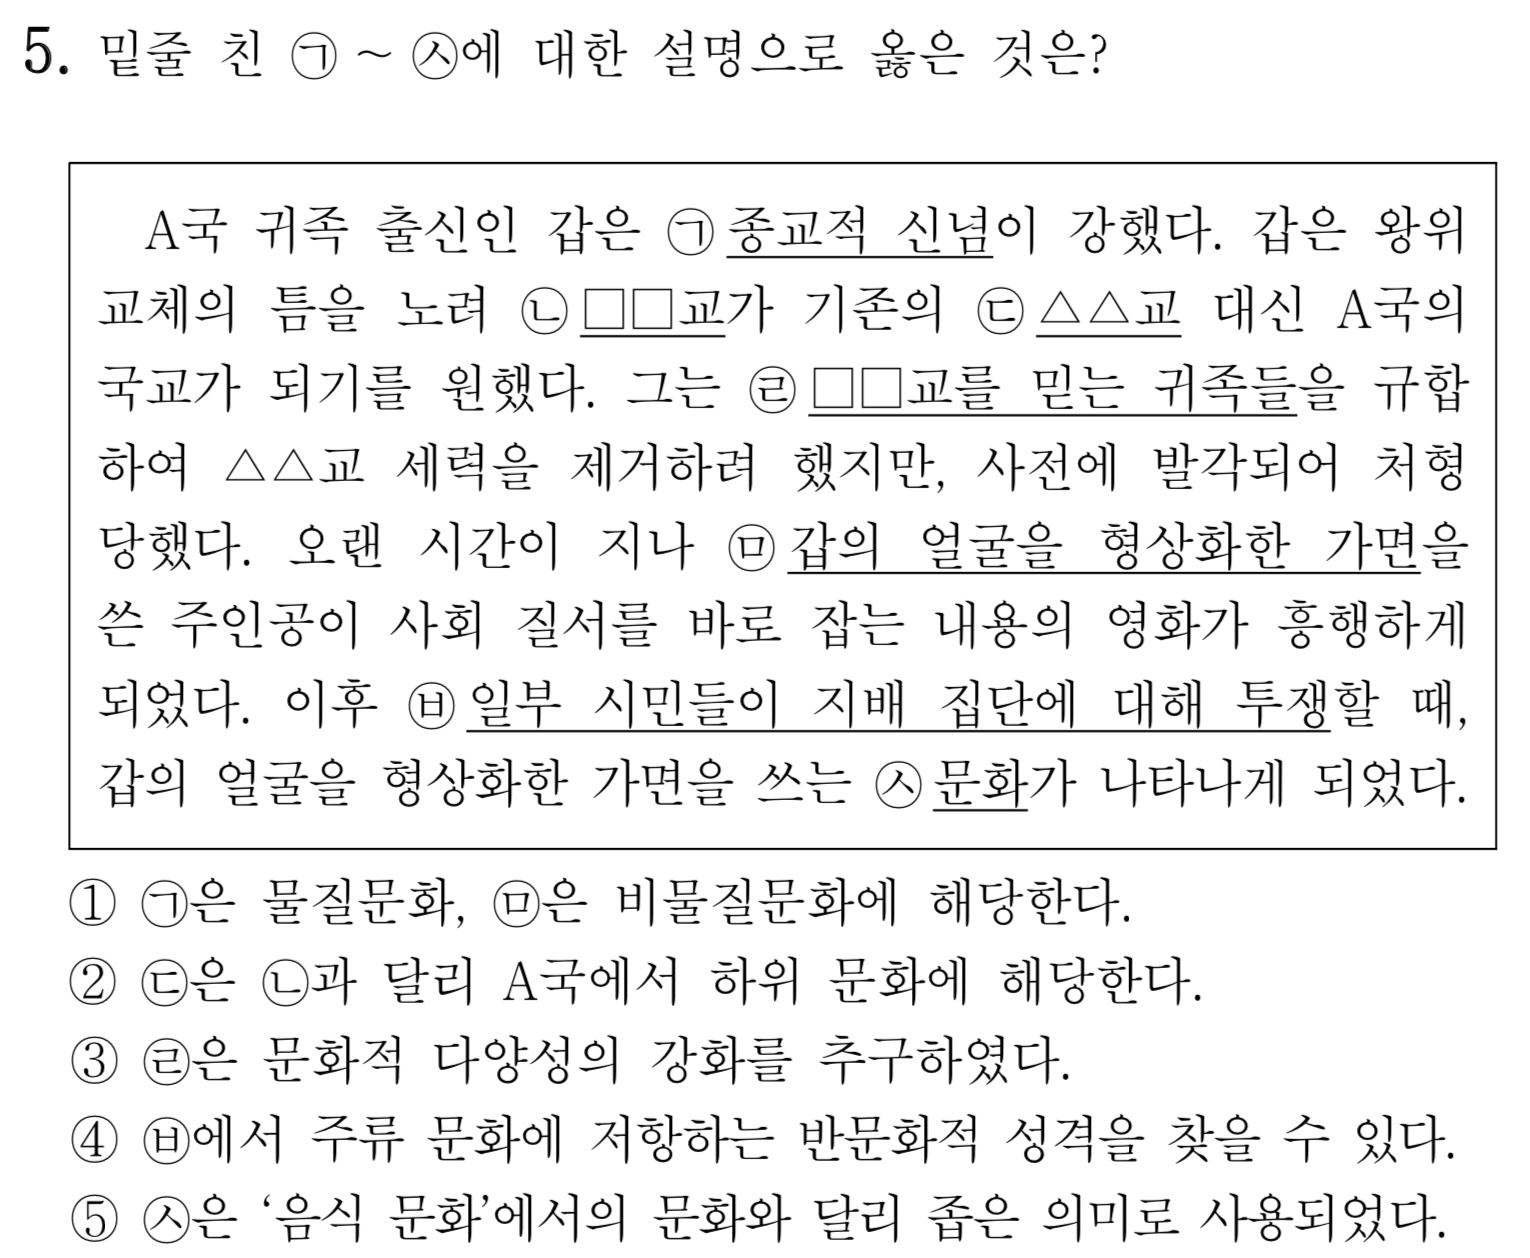 5. 밑줄 친 ㉠ ~ ㉦에 대한 설명으로 옳은 것은?
A국 귀족 출신인 갑은 ㉠종교적 신념이 강했다. 갑은 왕위
교체의 틈을 노려 ㉡□□교가 기존의 ㉢△△교 대신 A국의
국교가 되기를 원했다. 그는 ㉣□□교를 믿는 귀족들을 규합
하여 △△교 세력을 제거하려 했지만, 사전에 발각되어 처형
당했다. 오랜 시간이 지나 ㉤갑의 얼굴을 형상화한 가면을
쓴 주인공이 사회 질서를 바로 잡는 내용의 영화가 흥행하게
되었다. 이후 ㉥일부 시민들이 지배 집단에 대해 투쟁할 때,
갑의 얼굴을 형상화한 가면을 쓰는 ㉦문화가 나타나게 되었다.
① ㉠은 물질문화, ㉤은 비물질문화에 해당한다.
② ㉢은 ㉡과 달리 A국에서 하위 문화에 해당한다.
③ ㉣은 문화적 다양성의 강화를 추구하였다.
④ ㉥에서 주류 문화에 저항하는 반문화적 성격을 찾을 수 있다.
⑤ ㉦은 ‘음식 문화’에서의 문화와 달리 좁은 의미로 사용되었다.